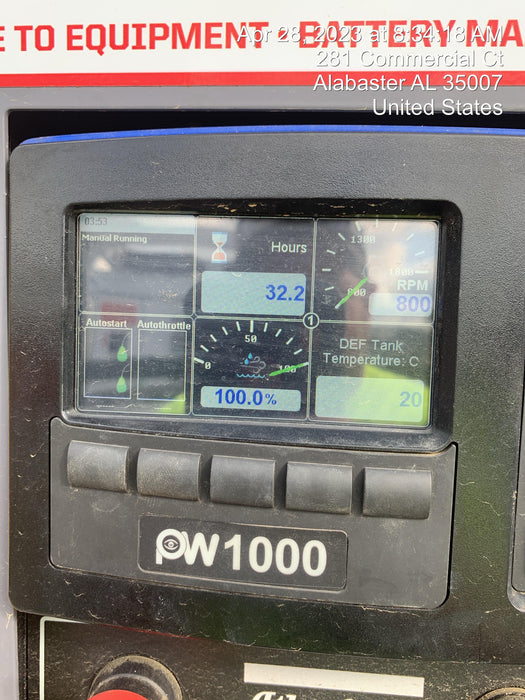 E TO EQUIPMENT - BATTERY MA
Apr 28, 2023 at 8:34:18 AM
281 Commercial Ct
Alabaster AL 35007
United States
03:53
Manual Running
Hours
32.2
1300
1800
600
RPM
800
Autostart
Autothrottle
0
50
100
100.0%
1
DEF Tank
Temperature: C
20
PW1000